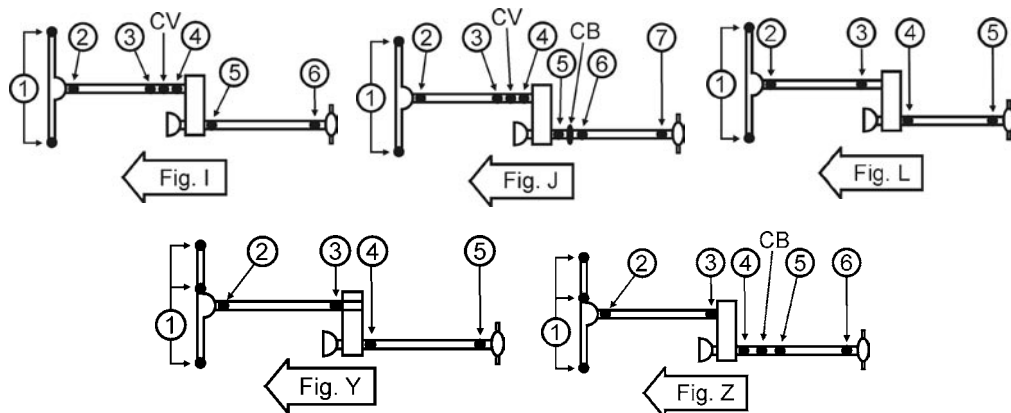 CV
② ③ ④
① ⑤ ⑥
Fig. I
CV
② ③ ④ CB ⑦
① ⑤ ⑥
Fig. J
② ③ ④ ⑤
①
Fig. L
② ③ ④ ⑤
①
Fig. Y
CB
② ③ ④ ⑤ ⑥
①
Fig. Z